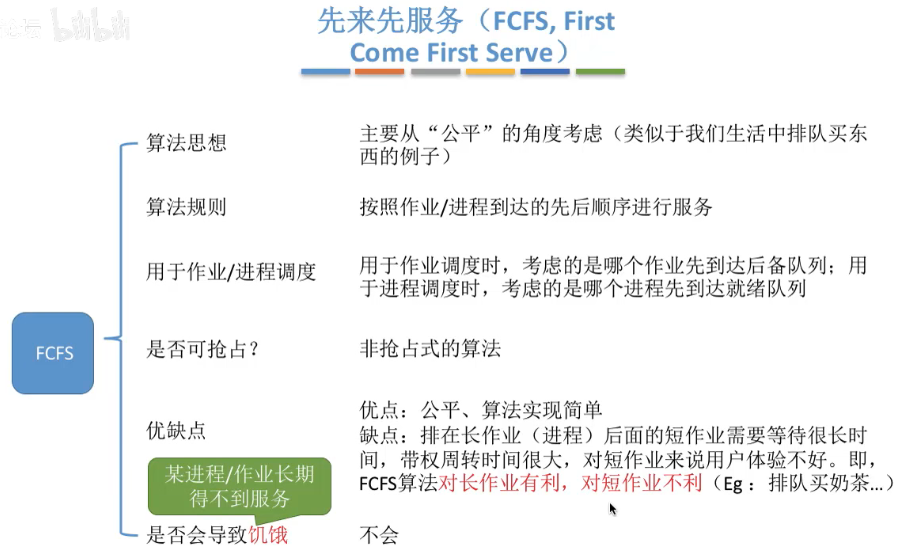 bilibili
先来先服务（FCFS, First
Come First Serve）
算法思想
主要从“公平”的角度考虑（类似于我们生活中排队买东
西的例子）
算法规则
按照作业/进程到达的先后顺序进行服务
用于作业/进程调度
用于作业调度时，考虑的是哪个作业先到达后备队列；用
于进程调度时，考虑的是哪个进程先到达就绪队列
FCFS
是否可抢占？
非抢占式的算法
优缺点
优点：公平、算法实现简单
缺点：排在长作业（进程）后面的短作业需要等待很长时
间，带权周转时间很大，对短作业来说用户体验不好。即，
FCFS算法对长作业有利，对短作业不利（Eg：排队买奶茶...）
某进程/作业长期
得不到服务
是否会导致饥饿
不会